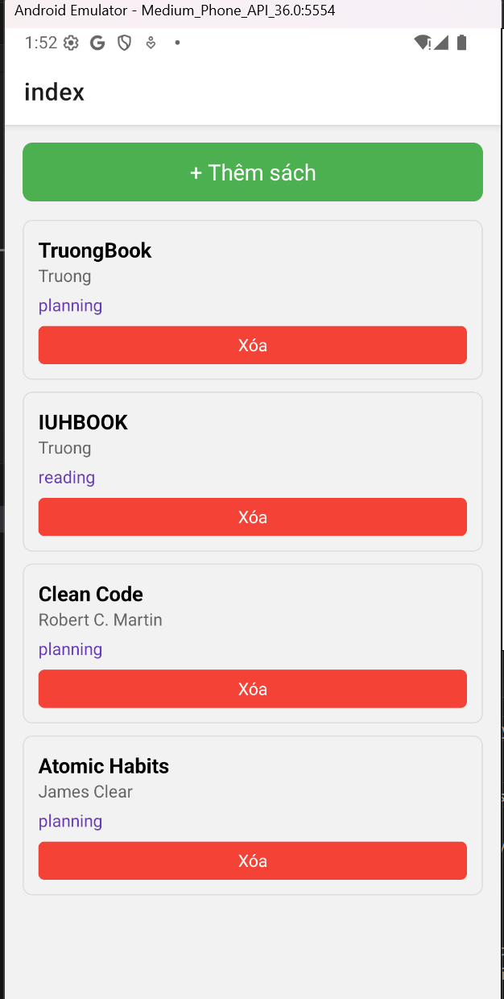 Android Emulator - Medium_Phone_API_36.0:5554
1:52
index
+ Thêm sách
TruongBook
Truong
planning
Xóa
IUHBOOK
Truong
reading
Xóa
Clean Code
Robert C. Martin
planning
Xóa
Atomic Habits
James Clear
planning
Xóa